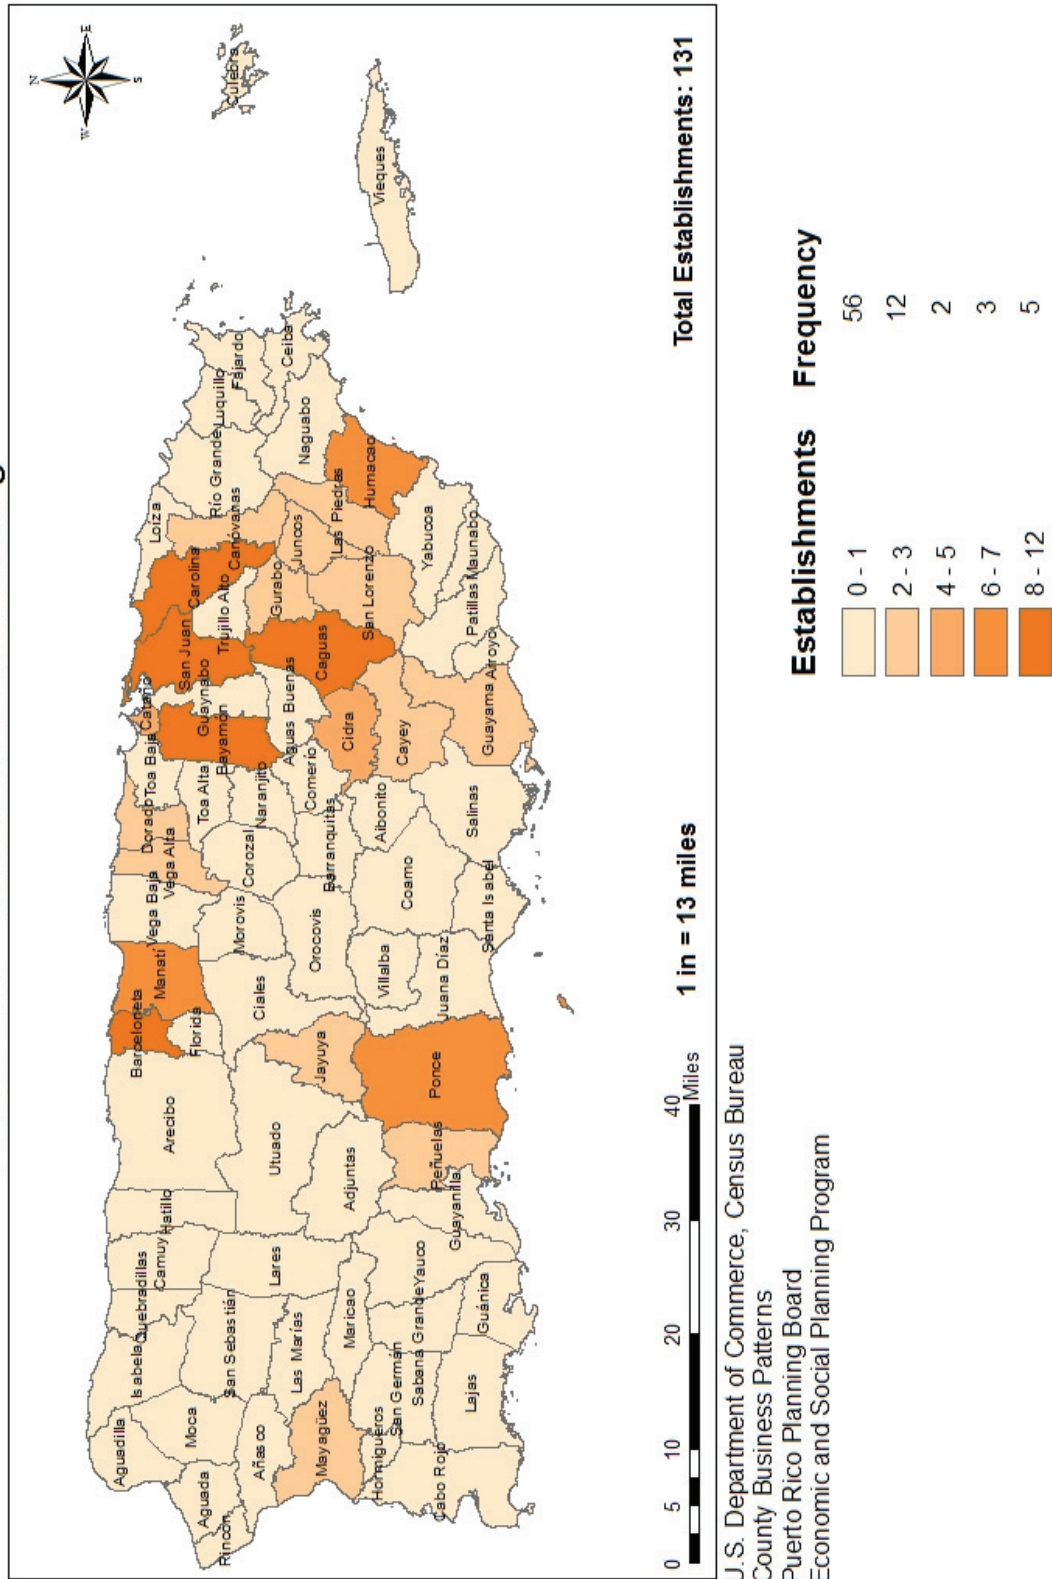 N
W
E
S
Culebra
Vieques
Aguadilla
Isabela
Quebradillas
Camuy
Hatillo
Arecibo
Barceloneta
Manatí
Florida
Vega Baja
Vega Alta
Dorado
Toa Baja
Cataño
Toa Alta
Bayamón
Guaynabo
San Juan
Trujillo Alto
Carolina
Loíza
Canóvanas
Río Grande
Luquillo
Fajardo
Ceiba
Naguabo
Humacao
Las Piedras
Juncos
Gurabo
San Lorenzo
Caguas
Aguas Buenas
Cidra
Cayey
Comerío
Naranjito
Corozal
Barranquitas
Aibonito
Morovis
Orocovis
Ciales
Jayuya
Utuado
Adjuntas
Lares
San Sebastián
Moca
Aguada
Rincón
Añasco
Las Marías
Maricao
Mayagüez
Hormigueros
San Germán
Cabo Rojo
Sabana Grande
Yauco
Lajas
Guánica
Guayanilla
Peñuelas
Ponce
Juana Díaz
Villalba
Coamo
Santa Isabel
Salinas
Guayama
Arroyo
Patillas
Maunabo
Yabucoa
0 5 10 20 30 40
Miles
1 in = 13 miles
Total Establishments: 131
U.S. Department of Commerce, Census Bureau
County Business Patterns
Puerto Rico Planning Board
Economic and Social Planning Program
Establishments Frequency
0 - 1 56
2 - 3 12
4 - 5 2
6 - 7 3
8 - 12 5